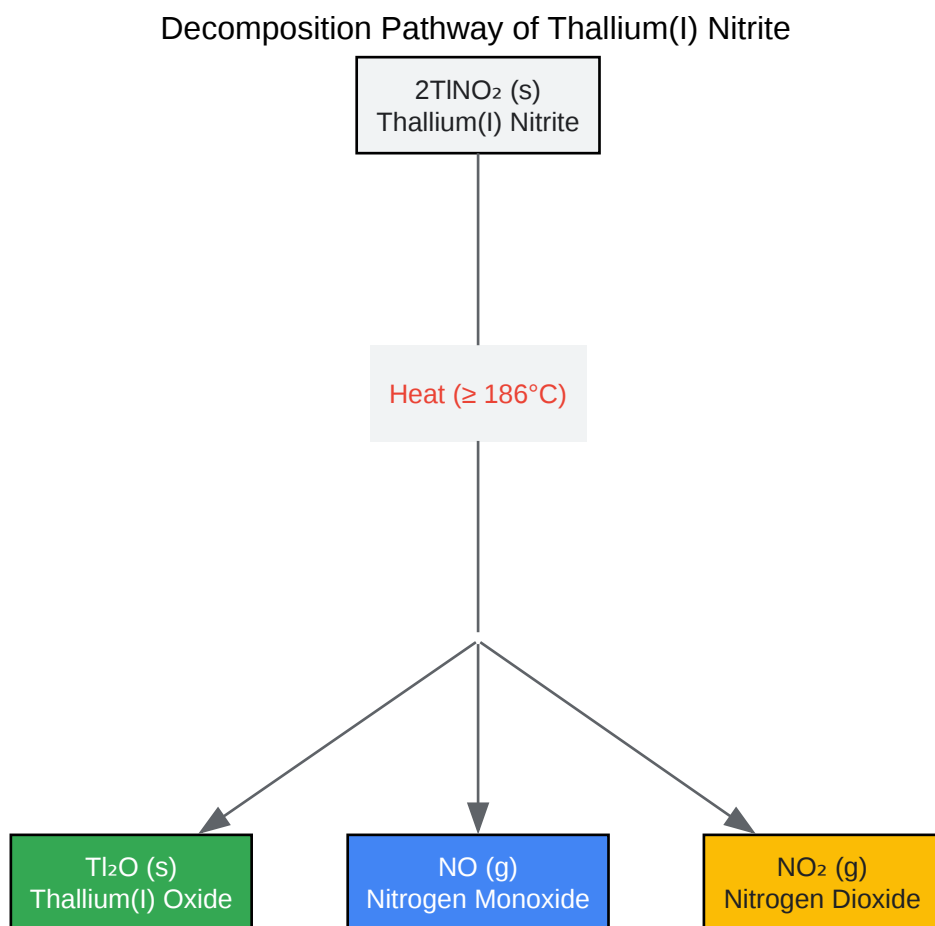 Decomposition Pathway of Thallium(I) Nitrite
2TlNO₂ (s)
Thallium(I) Nitrite
Heat (≥ 186°C)
Tl₂O (s)
Thallium(I) Oxide
NO (g)
Nitrogen Monoxide
NO₂ (g)
Nitrogen Dioxide